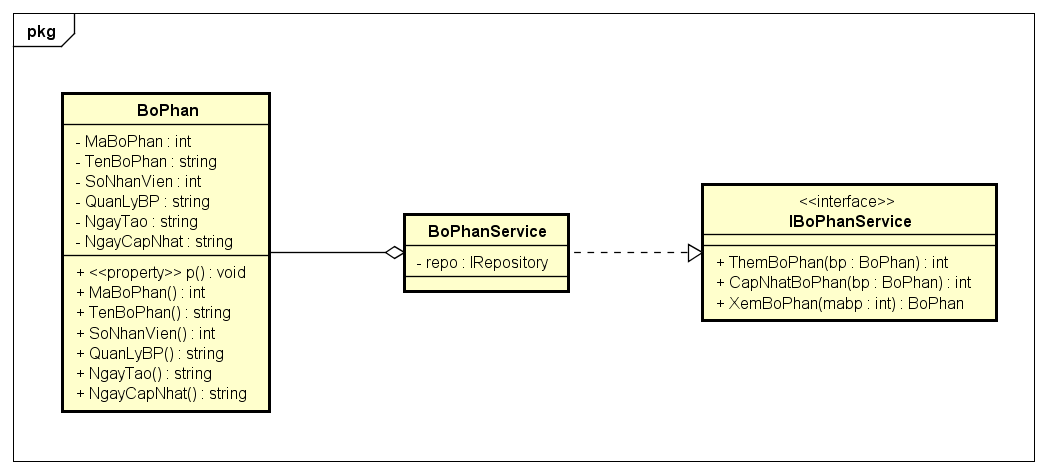 pkg
BoPhan
- MaBoPhan : int
- TenBoPhan : string
- SoNhanVien : int
- QuanLyBP : string
- NgayTao : string
- NgayCapNhat : string
+ <<property>> p() : void
+ MaBoPhan() : int
+ TenBoPhan() : string
+ SoNhanVien() : int
+ QuanLyBP() : string
+ NgayTao() : string
+ NgayCapNhat() : string
BoPhanService
- repo : IRepository
<<interface>>
IBoPhanService
+ ThemBoPhan(bp : BoPhan) : int
+ CapNhatBoPhan(bp : BoPhan) : int
+ XemBoPhan(mabp : int) : BoPhan